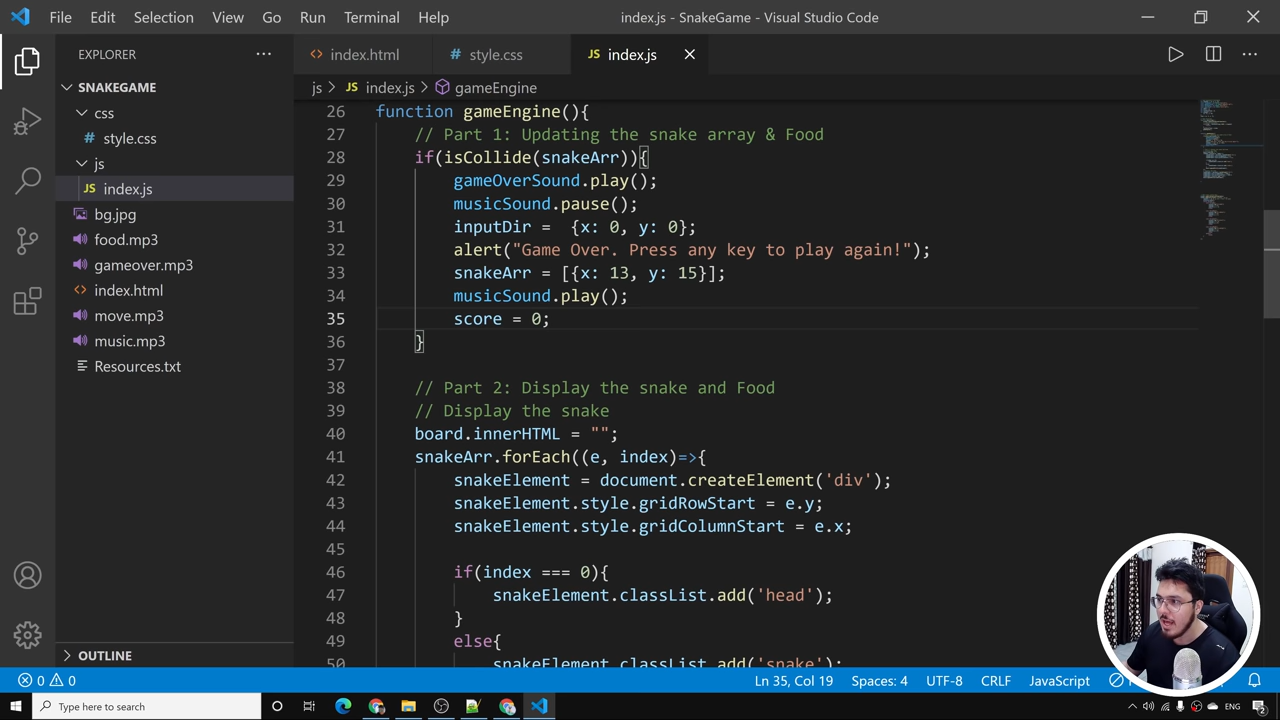 File Edit Selection View Go Run Terminal Help index.js - SnakeGame - Visual Studio Code
EXPLORER
SNAKEGAME
css
# style.css
js
JS index.js
bg.jpg
food.mp3
gameover.mp3
<> index.html
move.mp3
music.mp3
Resources.txt
OUTLINE
<> index.html # style.css JS index.js
js > JS index.js > gameEngine
26 function gameEngine(){
27 // Part 1: Updating the snake array & Food
28 if(isCollide(snakeArr)){
29 gameOverSound.play();
30 musicSound.pause();
31 inputDir =  {x: 0, y: 0};
32 alert("Game Over. Press any key to play again!");
33 snakeArr = [{x: 13, y: 15}];
34 musicSound.play();
35 score = 0;
36 }
37
38 // Part 2: Display the snake and Food
39 // Display the snake
40 board.innerHTML = "";
41 snakeArr.forEach((e, index)=>{
42 snakeElement = document.createElement('div');
43 snakeElement.style.gridRowStart = e.y;
44 snakeElement.style.gridColumnStart = e.x;
45
46 if(index === 0){
47 snakeElement.classList.add('head');
48 }
49 else{
50 snakeElement.classList.add('snake');
0 0 Ln 35, Col 19 Spaces: 4 UTF-8 CRLF JavaScript
Type here to search ENG 2